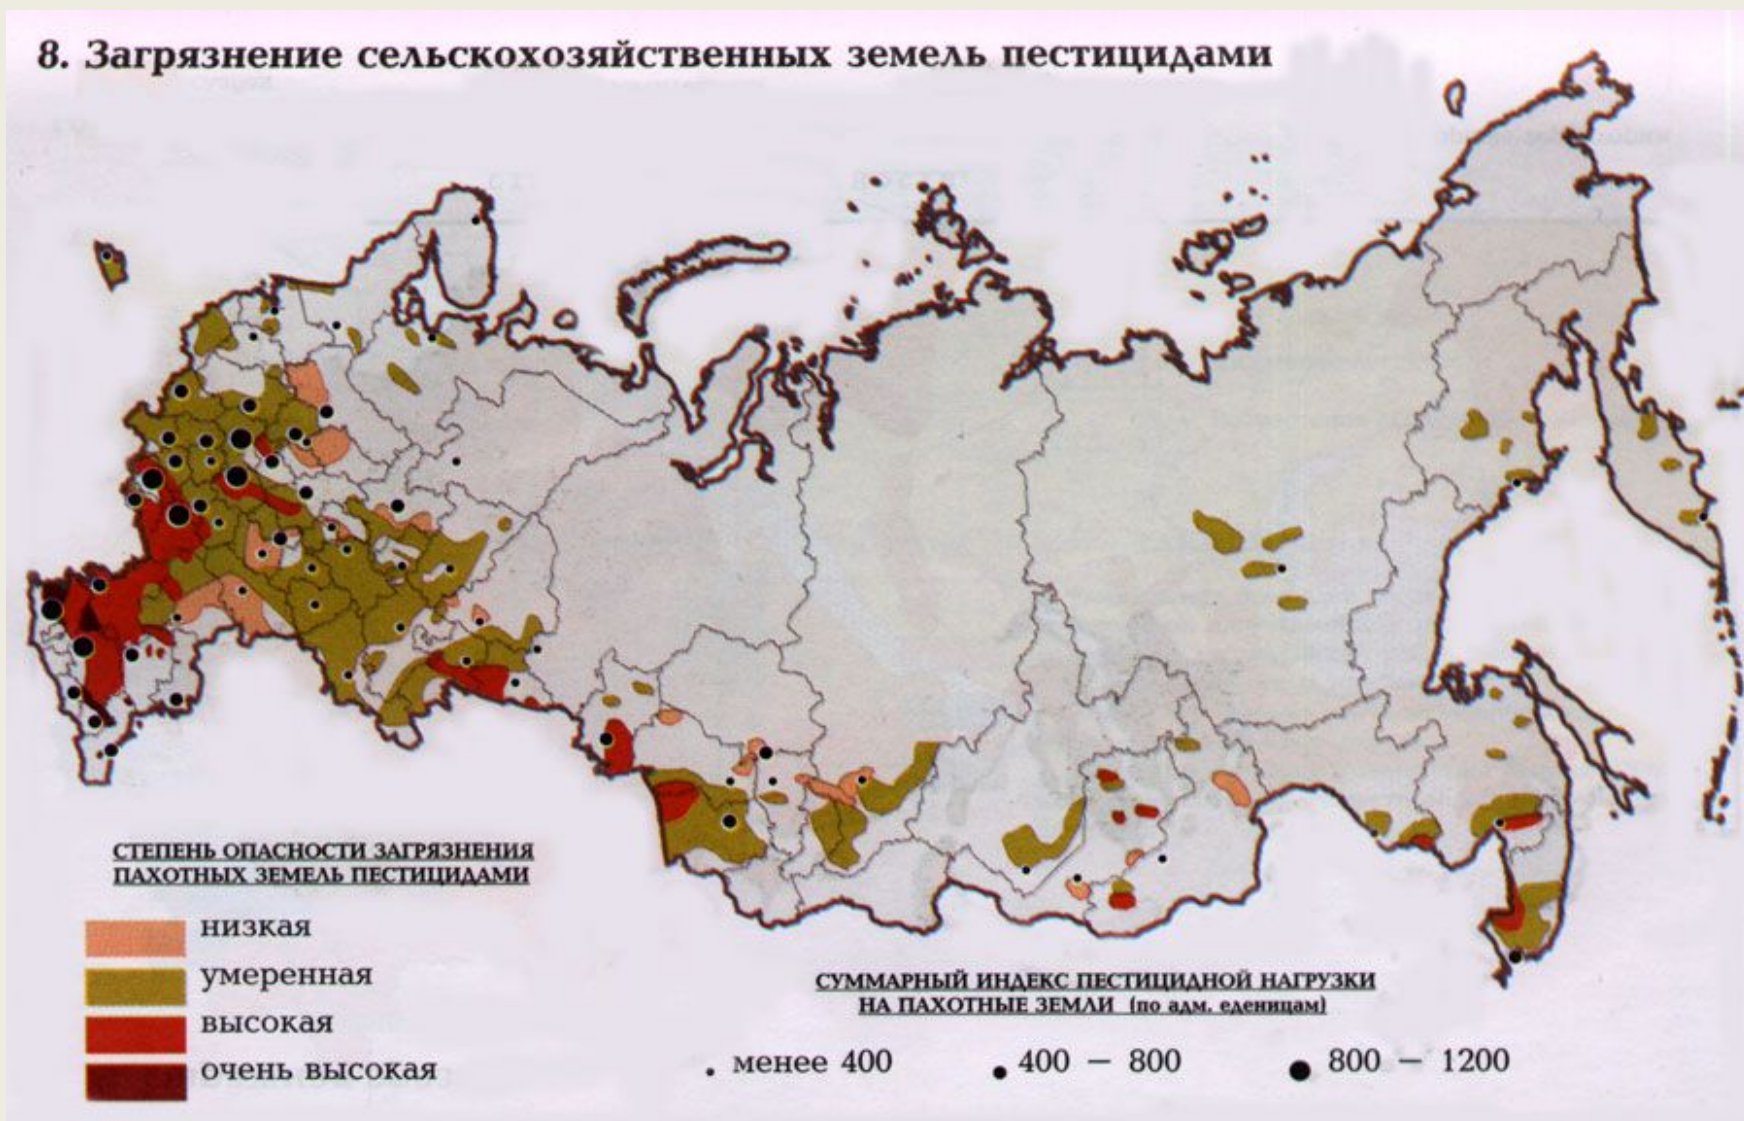 8. Загрязнение сельскохозяйственных земель пестицидами
СТЕПЕНЬ ОПАСНОСТИ ЗАГРЯЗНЕНИЯ
ПАХОТНЫХ ЗЕМЕЛЬ ПЕСТИЦИДАМИ
низкая
умеренная
высокая
очень высокая
СУММАРНЫЙ ИНДЕКС ПЕСТИЦИДНОЙ НАГРУЗКИ
НА ПАХОТНЫЕ ЗЕМЛИ (по адм. еденицам)
менее 400 400 — 800 800 — 1200